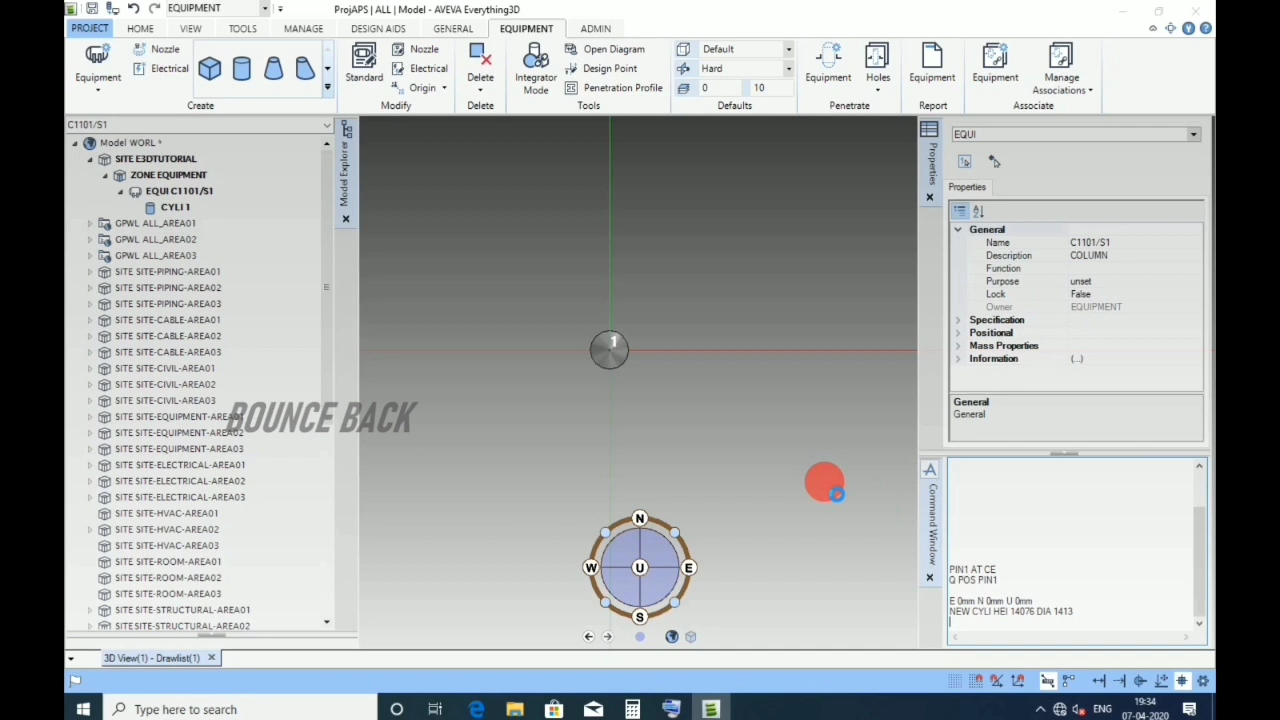 EQUIPMENT
ProjAPS | ALL | Model - AVEVA Everything3D
PROJECT HOME VIEW TOOLS MANAGE DESIGN AIDS GENERAL EQUIPMENT ADMIN
Equipment
Nozzle
Electrical
Create
Standard
Nozzle
Electrical
Origin
Modify
Delete
Delete
Integrator Mode
Open Diagram
Design Point
Penetration Profile
Tools
Default
Hard
0 10
Defaults
Equipment
Holes
Penetrate
Equipment
Report
Equipment
Manage Associations
Associate
C1101/S1
Model WORL *
SITE E3DTUTORIAL
ZONE EQUIPMENT
EQUI C1101/S1
CYLI 1
GPWL ALL_AREA01
GPWL ALL_AREA02
GPWL ALL_AREA03
SITE SITE-PIPING-AREA01
SITE SITE-PIPING-AREA02
SITE SITE-PIPING-AREA03
SITE SITE-CABLE-AREA01
SITE SITE-CABLE-AREA02
SITE SITE-CABLE-AREA03
SITE SITE-CIVIL-AREA01
SITE SITE-CIVIL-AREA02
SITE SITE-CIVIL-AREA03
SITE SITE-EQUIPMENT-AREA01
SITE SITE-EQUIPMENT-AREA02
SITE SITE-EQUIPMENT-AREA03
SITE SITE-ELECTRICAL-AREA01
SITE SITE-ELECTRICAL-AREA02
SITE SITE-ELECTRICAL-AREA03
SITE SITE-HVAC-AREA01
SITE SITE-HVAC-AREA02
SITE SITE-HVAC-AREA03
SITE SITE-ROOM-AREA01
SITE SITE-ROOM-AREA02
SITE SITE-ROOM-AREA03
SITE SITE-STRUCTURAL-AREA01
SITE SITE-STRUCTURAL-AREA02
Model Explorer
BOUNCE BACK
1
N
W U E
S
Properties
EQUI
Properties
General
Name C1101/S1
Description COLUMN
Function
Purpose unset
Lock False
Owner EQUIPMENT
Specification
Positional
Mass Properties
Information (...)
General
General
Command Window
PIN1 AT CE
Q POS PIN1
E 0mm N 0mm U 0mm
NEW CYLI HEI 14076 DIA 1413
3D View(1) - Drawlist(1)
Type here to search
ENG
19:34
07-04-2020